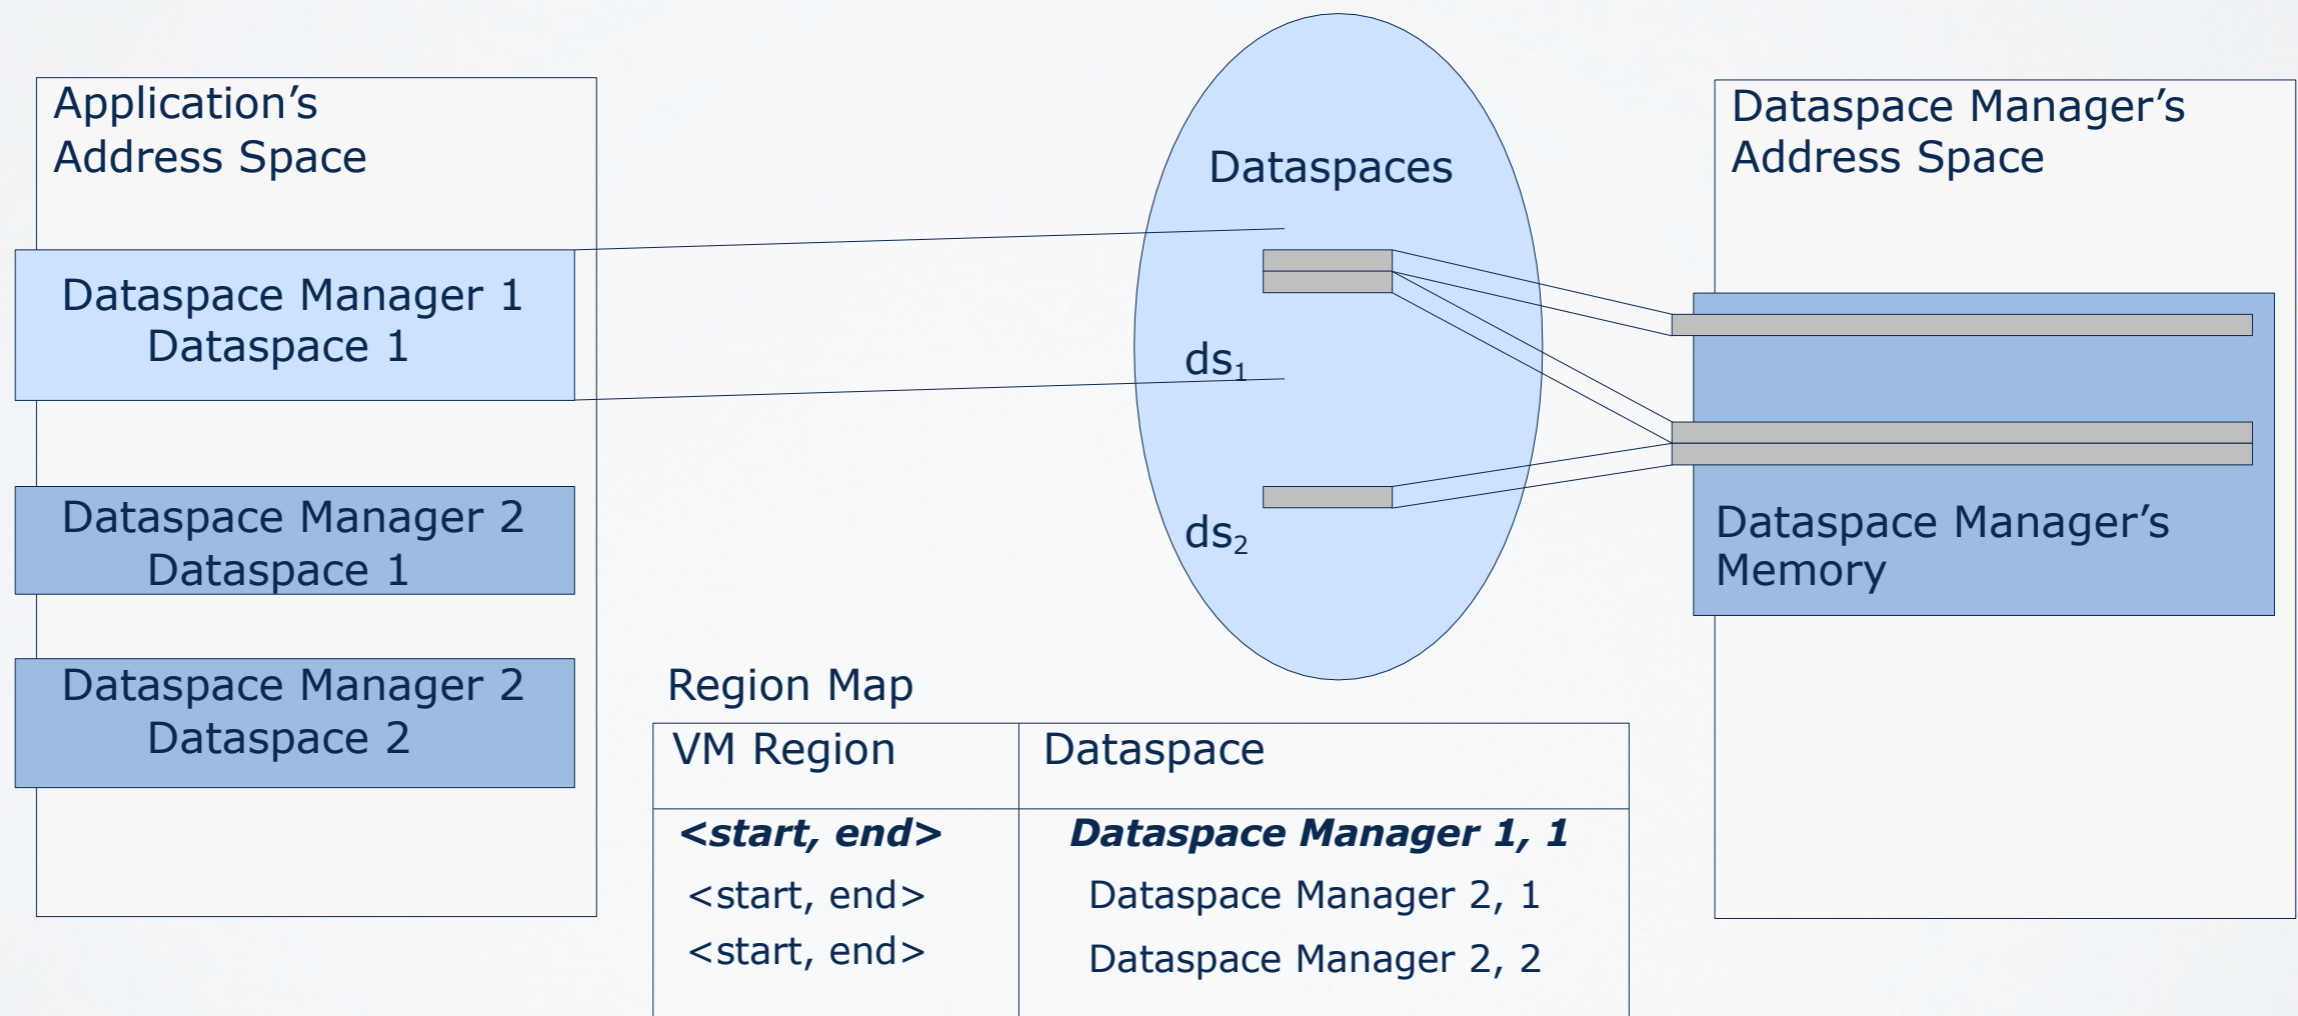 Application’s
Address Space
Dataspace Manager 1
Dataspace 1
Dataspace Manager 2
Dataspace 1
Dataspace Manager 2
Dataspace 2
Dataspaces
ds₁
ds₂
Dataspace Manager’s
Address Space
Dataspace Manager’s
Memory
Region Map
VM Region Dataspace
<start, end> Dataspace Manager 1, 1
<start, end> Dataspace Manager 2, 1
<start, end> Dataspace Manager 2, 2